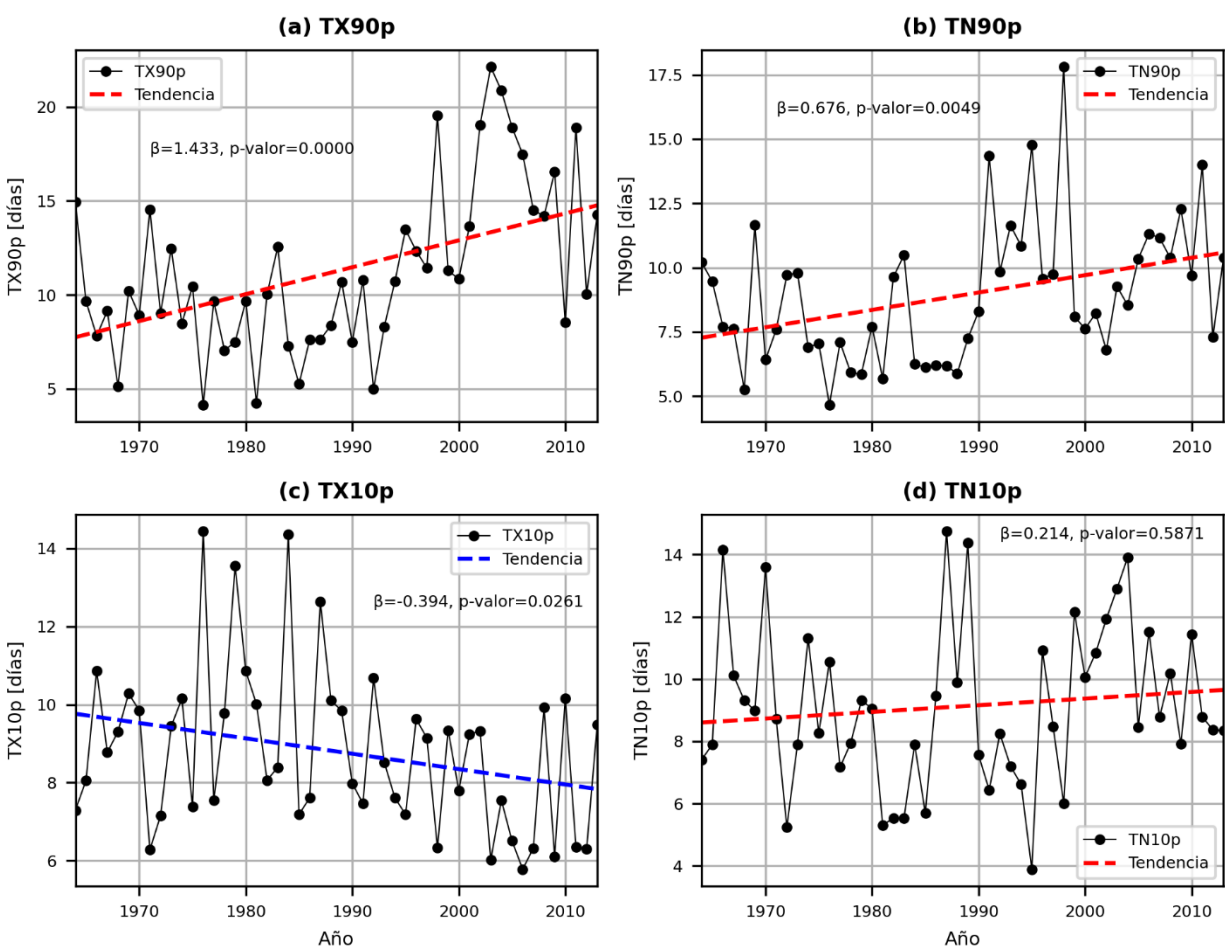 (a) TX90p
TX90p
Tendencia
β=1.433, p-valor=0.0000
TX90p [días]
20
15
10
5
1970 1980 1990 2000 2010
(b) TN90p
TN90p
Tendencia
β=0.676, p-valor=0.0049
TN90p [días]
17.5
15.0
12.5
10.0
7.5
5.0
1970 1980 1990 2000 2010
(c) TX10p
TX10p
Tendencia
β=-0.394, p-valor=0.0261
TX10p [días]
14
12
10
8
6
1970 1980 1990 2000 2010
Año
(d) TN10p
β=0.214, p-valor=0.5871
TN10p [días]
14
12
10
8
6
4
TN10p
Tendencia
1970 1980 1990 2000 2010
Año